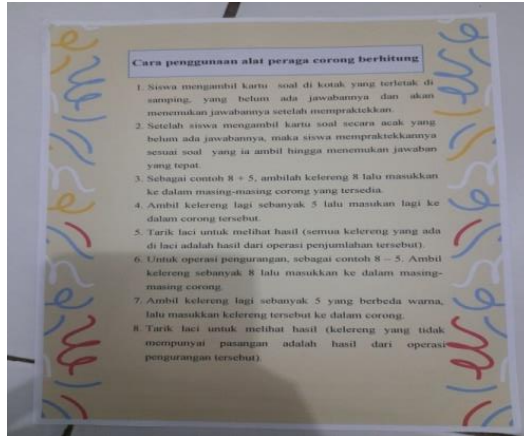 Cara penggunaan alat peraga corong berhitung
1. Siswa mengambil kartu soal di kotak yang terletak di
samping, yang belum ada jawabannya dan akan
menemukan jawabannya setelah mempraktekkan.
2. Setelah siswa mengambil kartu soal secara acak yang
belum ada jawabannya, maka siswa mempraktekkannya
sesuai soal yang ia ambil hingga menemukan jawaban
yang tepat.
3. Sebagai contoh 8 + 5, ambilah kelereng 8 lalu masukkan
ke dalam masing-masing corong yang tersedia.
4. Ambil kelereng lagi sebanyak 5 lalu masukan lagi ke
dalam corong tersebut.
5. Tarik laci untuk melihat hasil (semua kelereng yang ada
di laci adalah hasil dari operasi penjumlahan tersebut).
6. Untuk operasi pengurangan, sebagai contoh 8 – 5. Ambil
kelereng sebanyak 8 lalu masukkan ke dalam masing-
masing corong.
7. Ambil kelereng lagi sebanyak 5 yang berbeda warna,
lalu masukkan kelereng tersebut ke dalam corong.
8. Tarik laci untuk melihat hasil (kelereng yang tidak
mempunyai pasangan adalah hasil dari operasi
pengurangan tersebut).